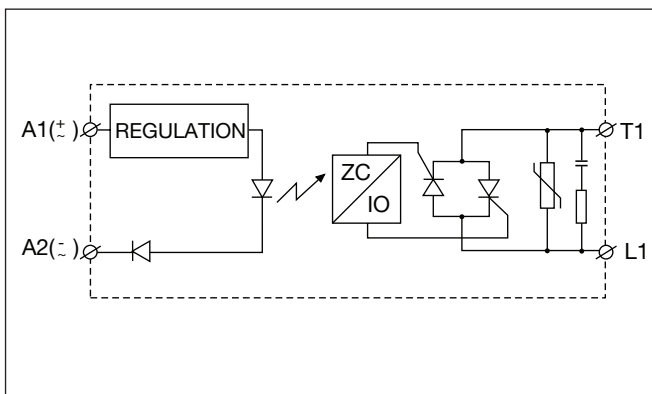 A1(+~) REGULATION T1
ZC
IO
A2(-~) L1